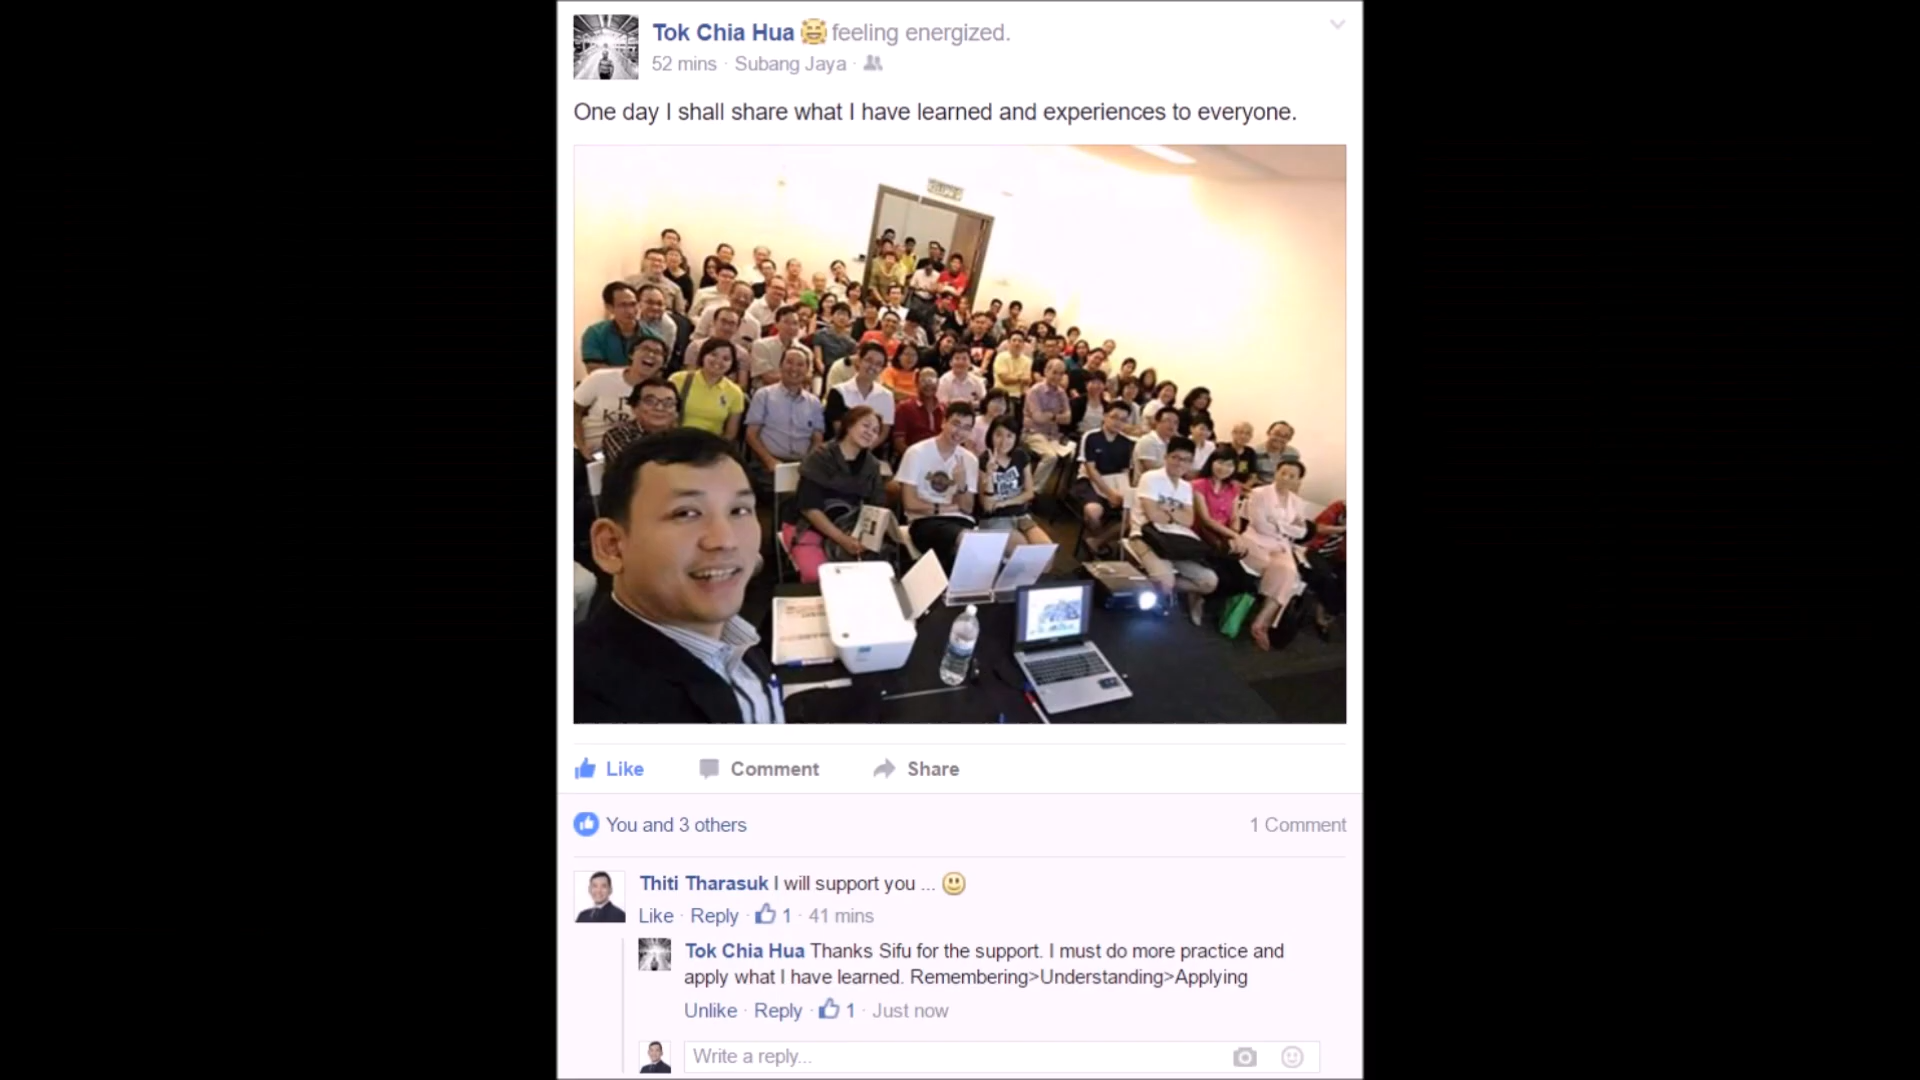 Tok Chia Hua feeling energized.
52 mins · Subang Jaya ·
One day I shall share what I have learned and experiences to everyone.
KELUAR
Like Comment Share
You and 3 others 1 Comment
Thiti Tharasuk I will support you ...
Like · Reply · 1 · 41 mins
Tok Chia Hua Thanks Sifu for the support. I must do more practice and
apply what I have learned. Remembering>Understanding>Applying
Unlike · Reply · 1 · Just now
Write a reply...